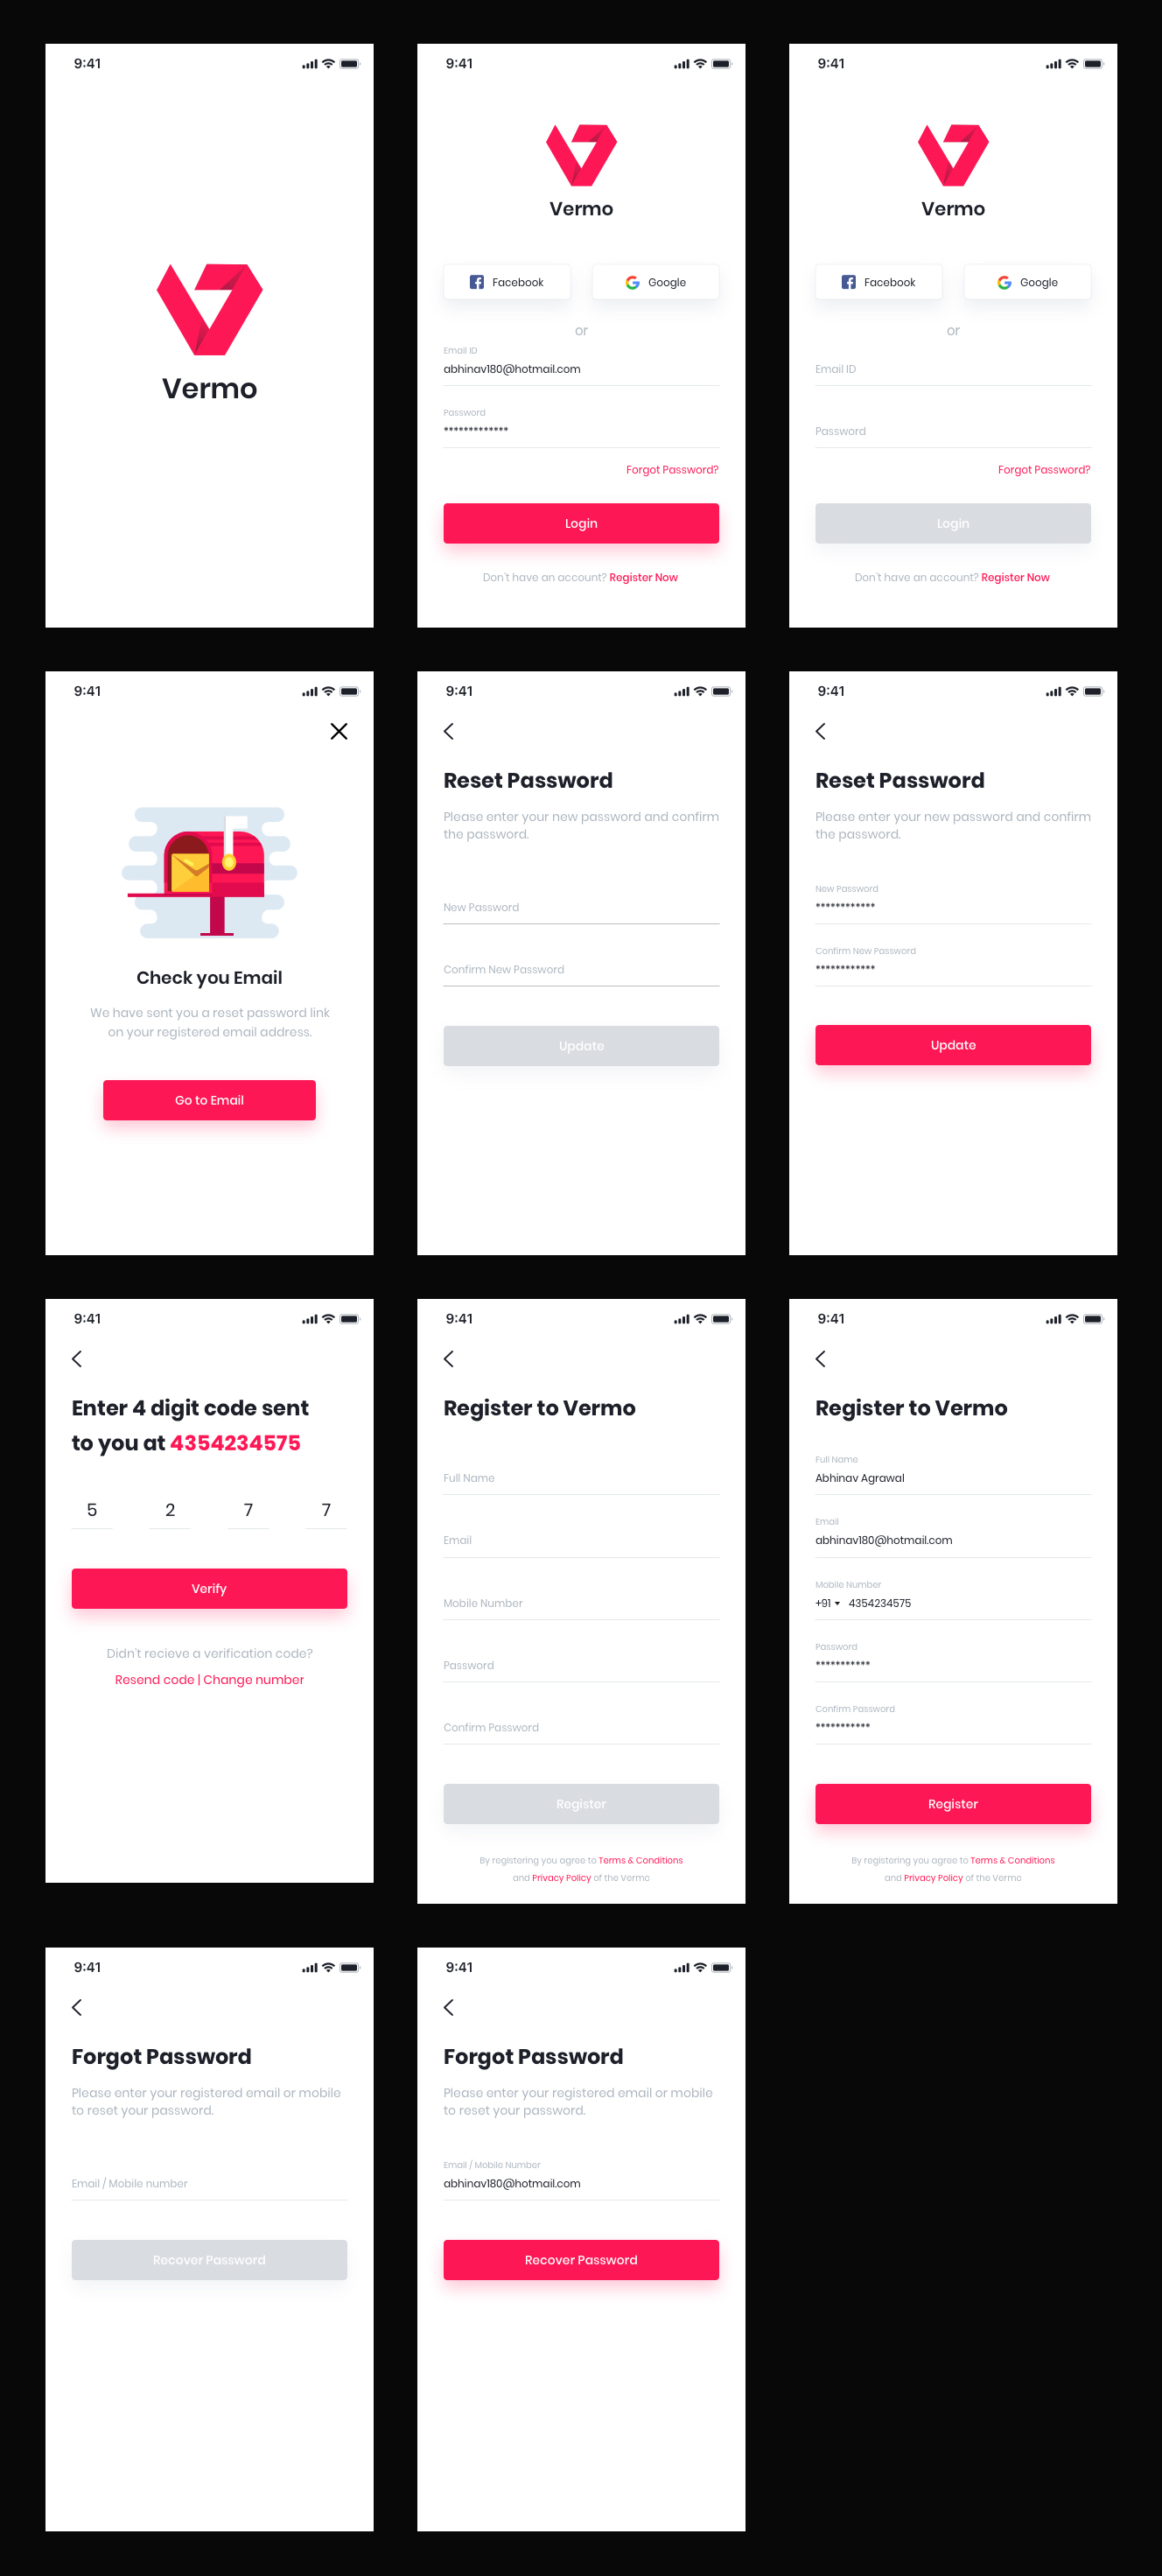 9:41
Vermo
9:41
Vermo
Facebook
Google
or
Email ID
abhinav180@hotmail.com
Password
*************
Forgot Password?
Login
Don't have an account? Register Now
9:41
Vermo
Facebook
Google
or
Email ID
Password
Forgot Password?
Login
Don't have an account? Register Now
9:41
Check you Email
We have sent you a reset password link
on your registered email address.
Go to Email
9:41
Reset Password
Please enter your new password and confirm
the password.
New Password
Confirm New Password
Update
9:41
Reset Password
Please enter your new password and confirm
the password.
New Password
************
Confirm New Password
************
Update
9:41
Enter 4 digit code sent
to you at 4354234575
5 2 7 7
Verify
Didn't recieve a verification code?
Resend code | Change number
9:41
Register to Vermo
Full Name
Email
Mobile Number
Password
Confirm Password
Register
By registering you agree to Terms & Conditions
and Privacy Policy of the Vermo
9:41
Register to Vermo
Full Name
Abhinav Agrawal
Email
abhinav180@hotmail.com
Mobile Number
+91 4354234575
Password
***********
Confirm Password
***********
Register
By registering you agree to Terms & Conditions
and Privacy Policy of the Vermo
9:41
Forgot Password
Please enter your registered email or mobile
to reset your password.
Email / Mobile number
Recover Password
9:41
Forgot Password
Please enter your registered email or mobile
to reset your password.
Email / Mobile Number
abhinav180@hotmail.com
Recover Password